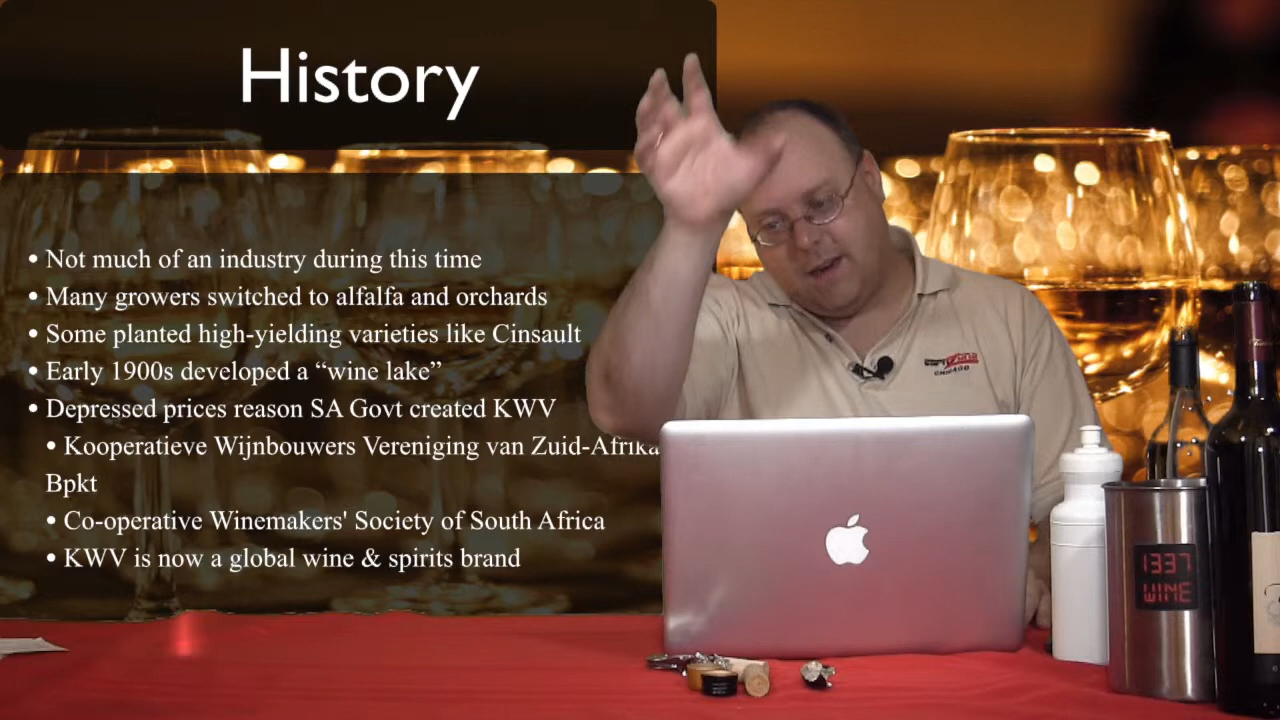 History
• Not much of an industry during this time
• Many growers switched to alfalfa and orchards
• Some planted high-yielding varieties like Cinsault
• Early 1900s developed a “wine lake”
• Depressed prices reason SA Govt created KWV
• Kooperatieve Wijnbouwers Vereniging van Zuid-Afrika
Bpkt
• Co-operative Winemakers' Society of South Africa
• KWV is now a global wine & spirits brand
CHICAGO
1337
WINE